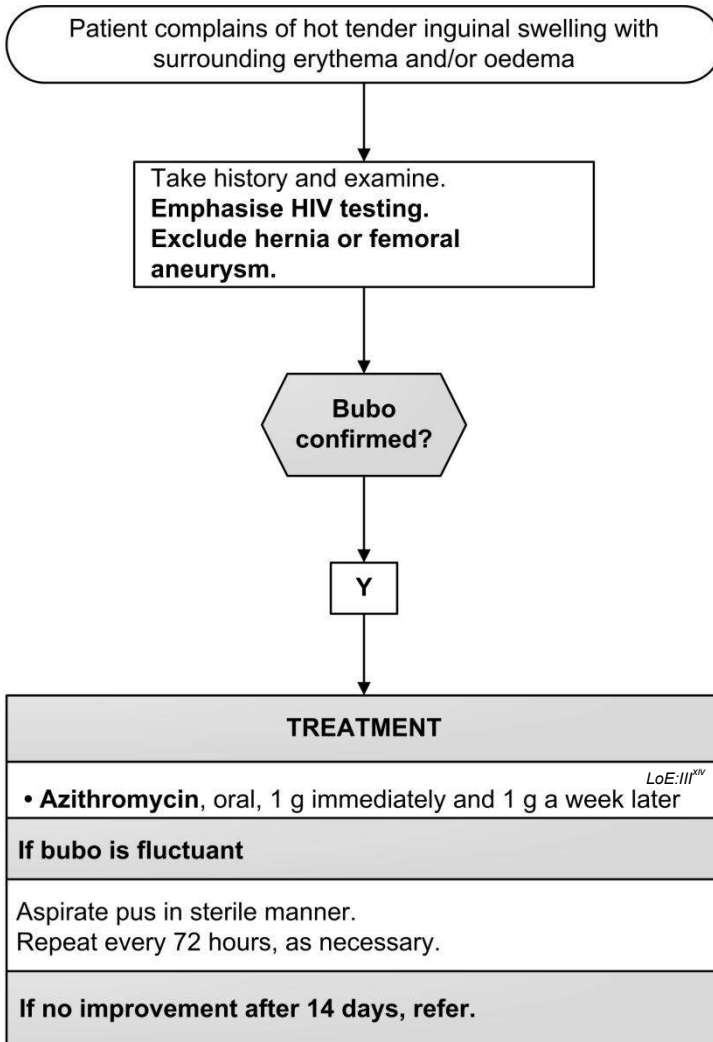 Patient complains of hot tender inguinal swelling with
surrounding erythema and/or oedema
Take history and examine.
Emphasise HIV testing.
Exclude hernia or femoral
aneurysm.
Bubo
confirmed?
Y
TREATMENT
LoE:III^xiv
• Azithromycin, oral, 1 g immediately and 1 g a week later
If bubo is fluctuant
Aspirate pus in sterile manner.
Repeat every 72 hours, as necessary.
If no improvement after 14 days, refer.